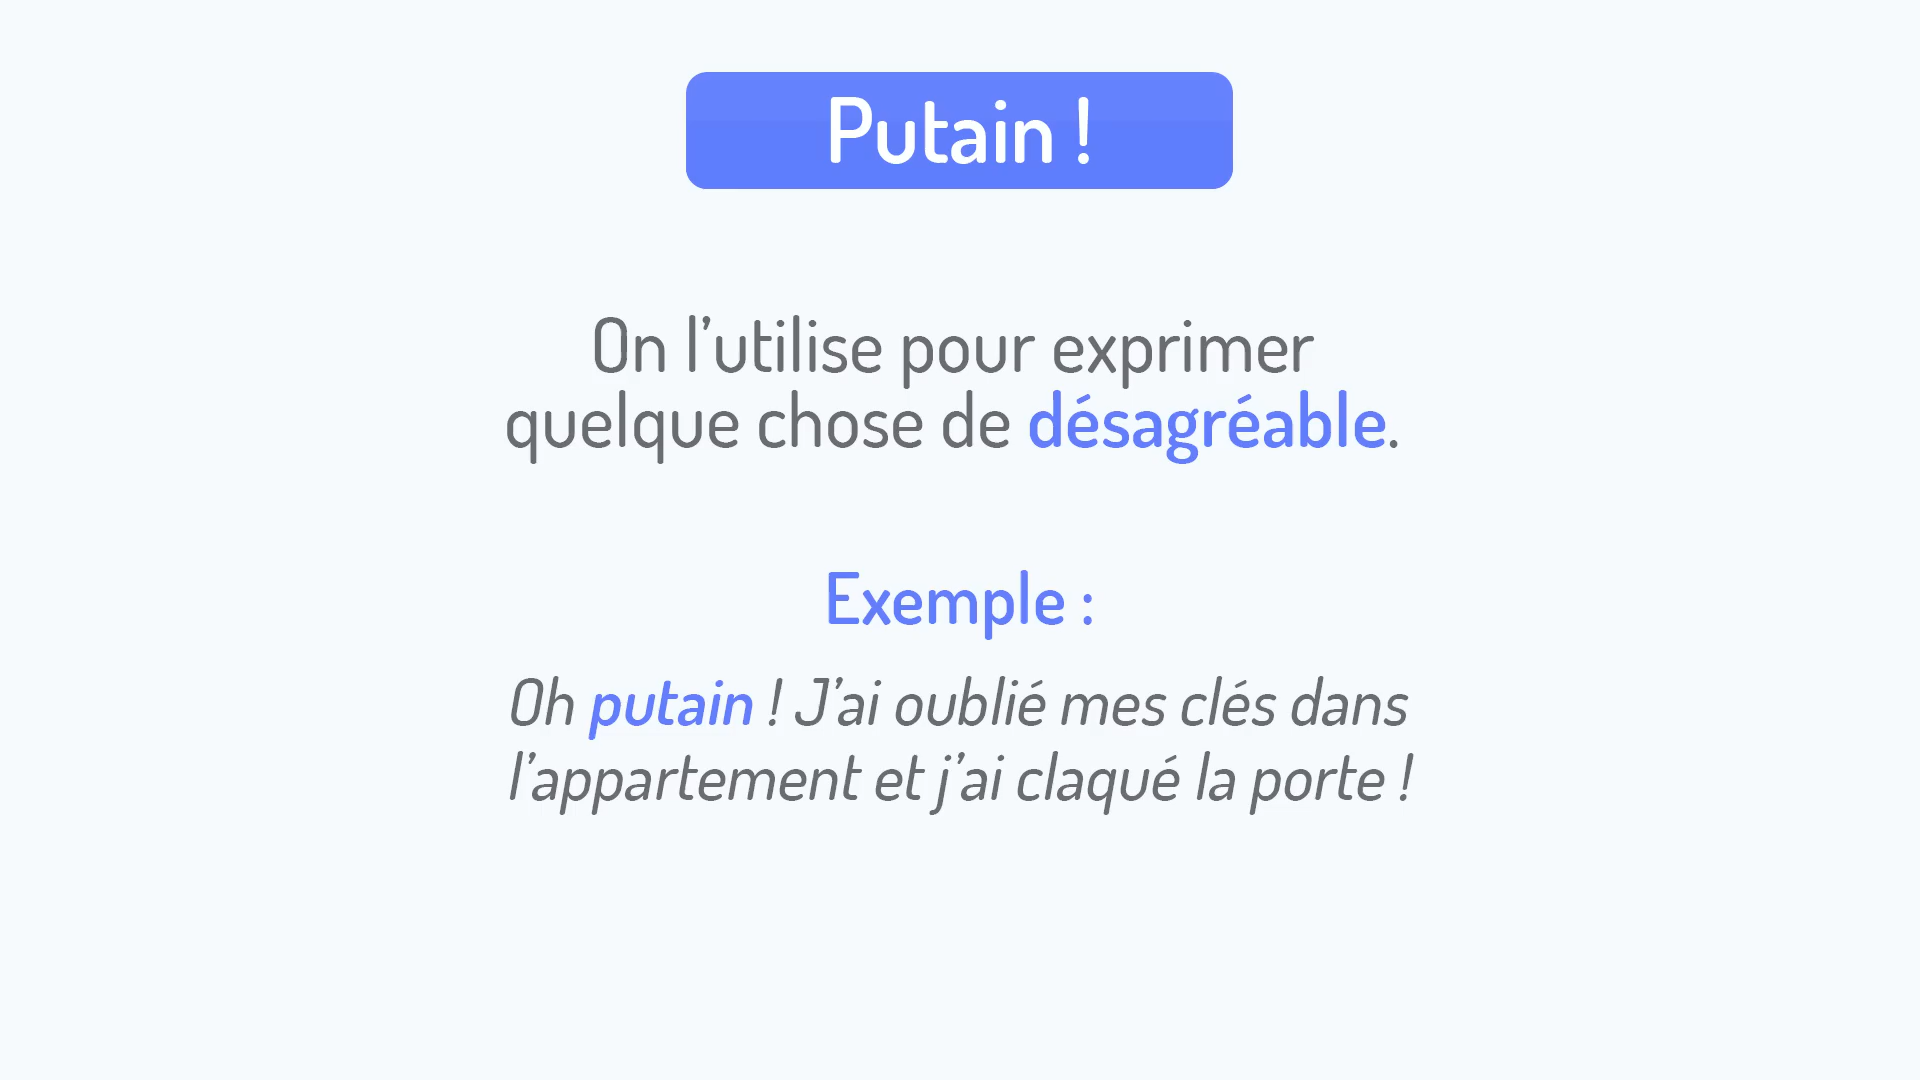 Putain !
On l’utilise pour exprimer
quelque chose de désagréable.
Exemple :
Oh putain ! J’ai oublié mes clés dans
l’appartement et j’ai claqué la porte !